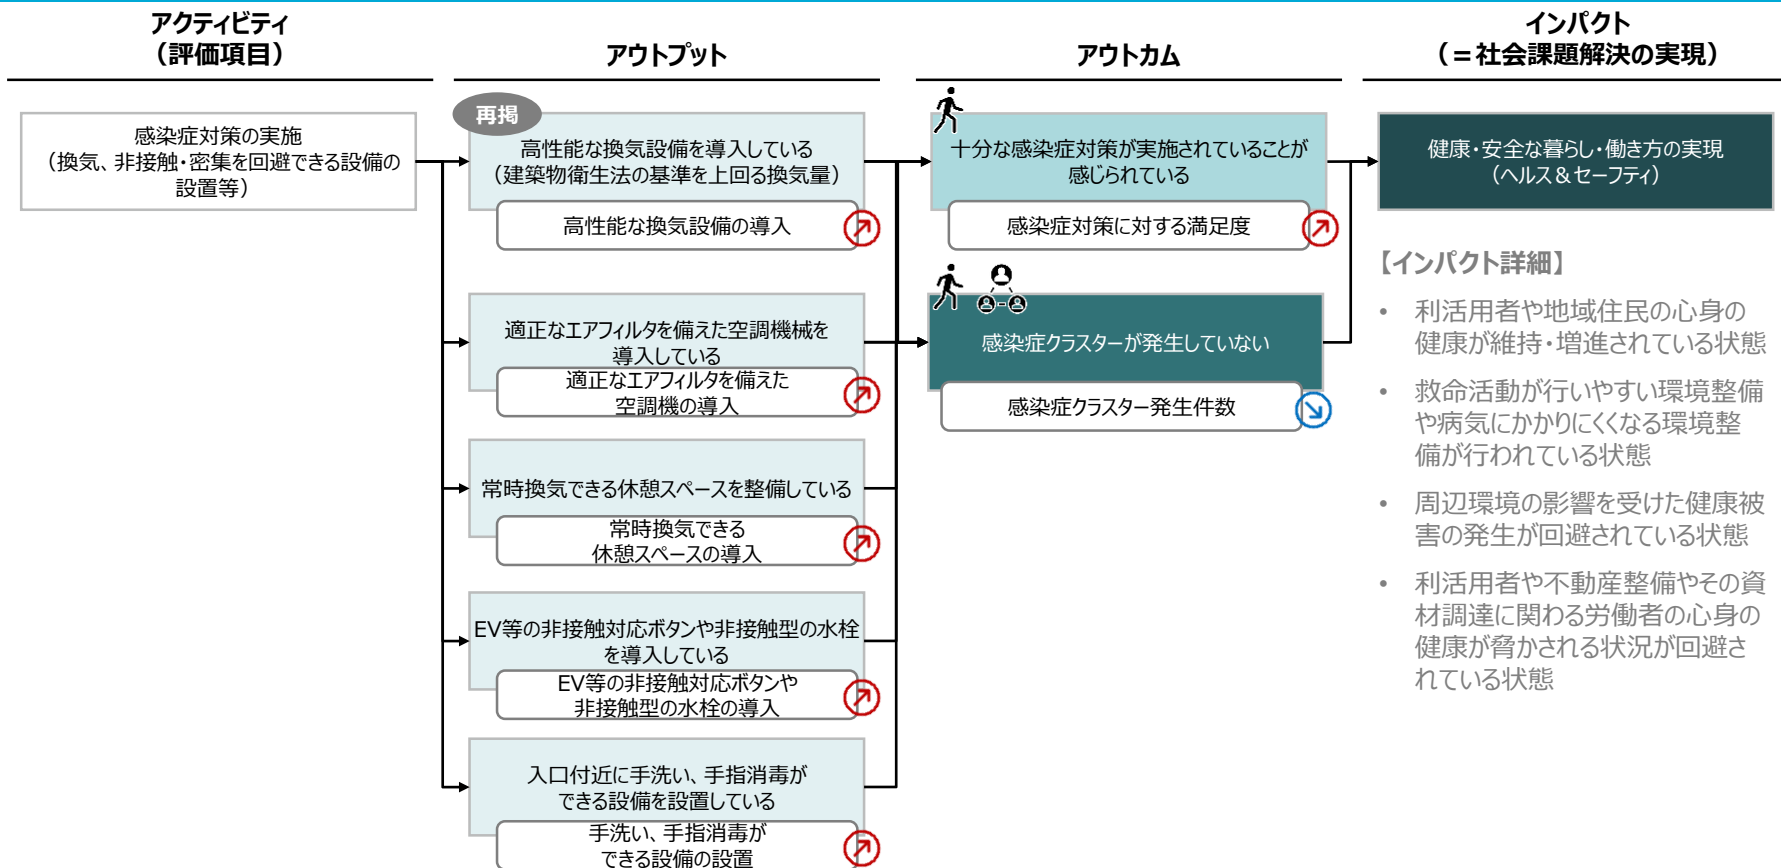 アクティビティ
（評価項目）
アウトプット
アウトカム
インパクト
（＝社会課題解決の実現）
感染症対策の実施
（換気、非接触・密集を回避できる設備の
設置等）
再掲
高性能な換気設備を導入している
（建築物衛生法の基準を上回る換気量）
高性能な換気設備の導入
適正なエアフィルタを備えた空調機械を
導入している
適正なエアフィルタを備えた
空調機の導入
常時換気できる休憩スペースを整備している
常時換気できる
休憩スペースの導入
EV等の非接触対応ボタンや非接触型の水栓
を導入している
EV等の非接触対応ボタンや
非接触型の水栓の導入
入口付近に手洗い、手指消毒が
できる設備を設置している
手洗い、手指消毒が
できる設備の設置
十分な感染症対策が実施されていることが
感じられている
感染症対策に対する満足度
感染症クラスターが発生していない
感染症クラスター発生件数
健康・安全な暮らし・働き方の実現
（ヘルス＆セーフティ）
【インパクト詳細】
• 利活用者や地域住民の心身の
健康が維持・増進されている状態
• 救命活動が行いやすい環境整備
や病気にかかりにくくなる環境整
備が行われている状態
• 周辺環境の影響を受けた健康被
害の発生が回避されている状態
• 利活用者や不動産整備やその資
材調達に関わる労働者の心身の
健康が脅かされる状況が回避さ
れている状態